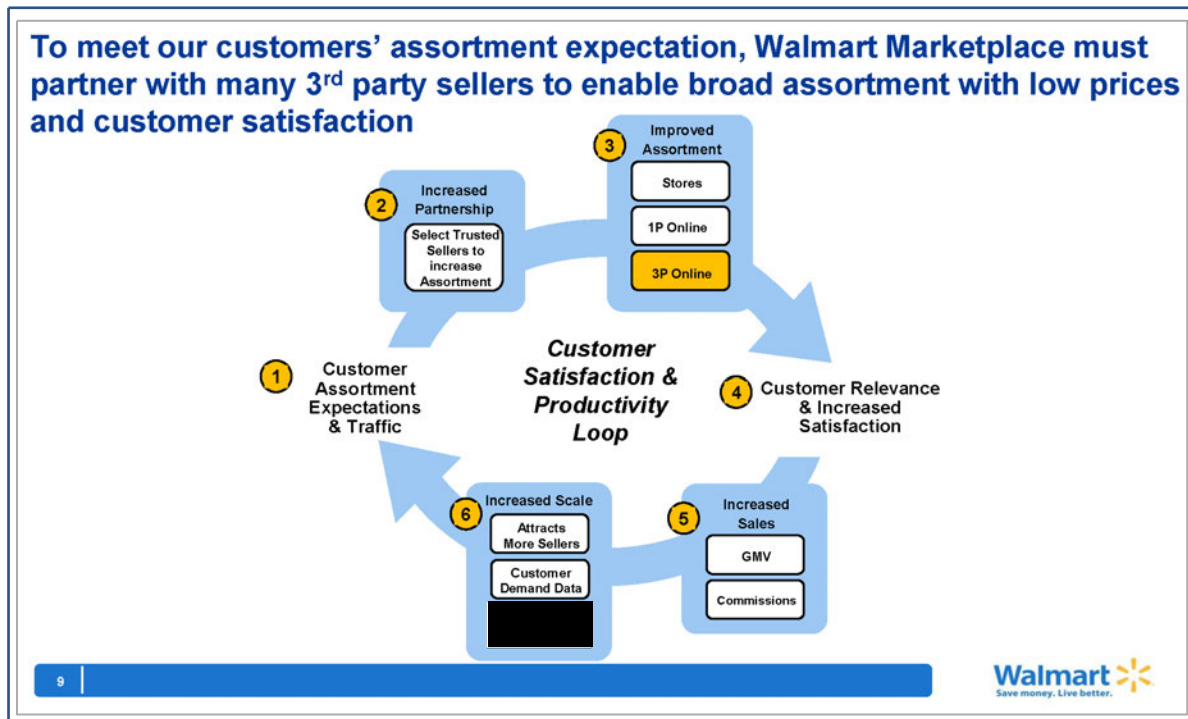 To meet our customers’ assortment expectation, Walmart Marketplace must
partner with many 3rd party sellers to enable broad assortment with low prices
and customer satisfaction
1
Customer
Assortment
Expectations
& Traffic
2
Increased
Partnership
Select Trusted
Sellers to
increase
Assortment
3
Improved
Assortment
Stores
1P Online
3P Online
Customer
Satisfaction &
Productivity
Loop
4
Customer Relevance
& Increased
Satisfaction
5
Increased
Sales
GMV
Commissions
6
Increased Scale
Attracts
More Sellers
Customer
Demand Data
9
Walmart
Save money. Live better.